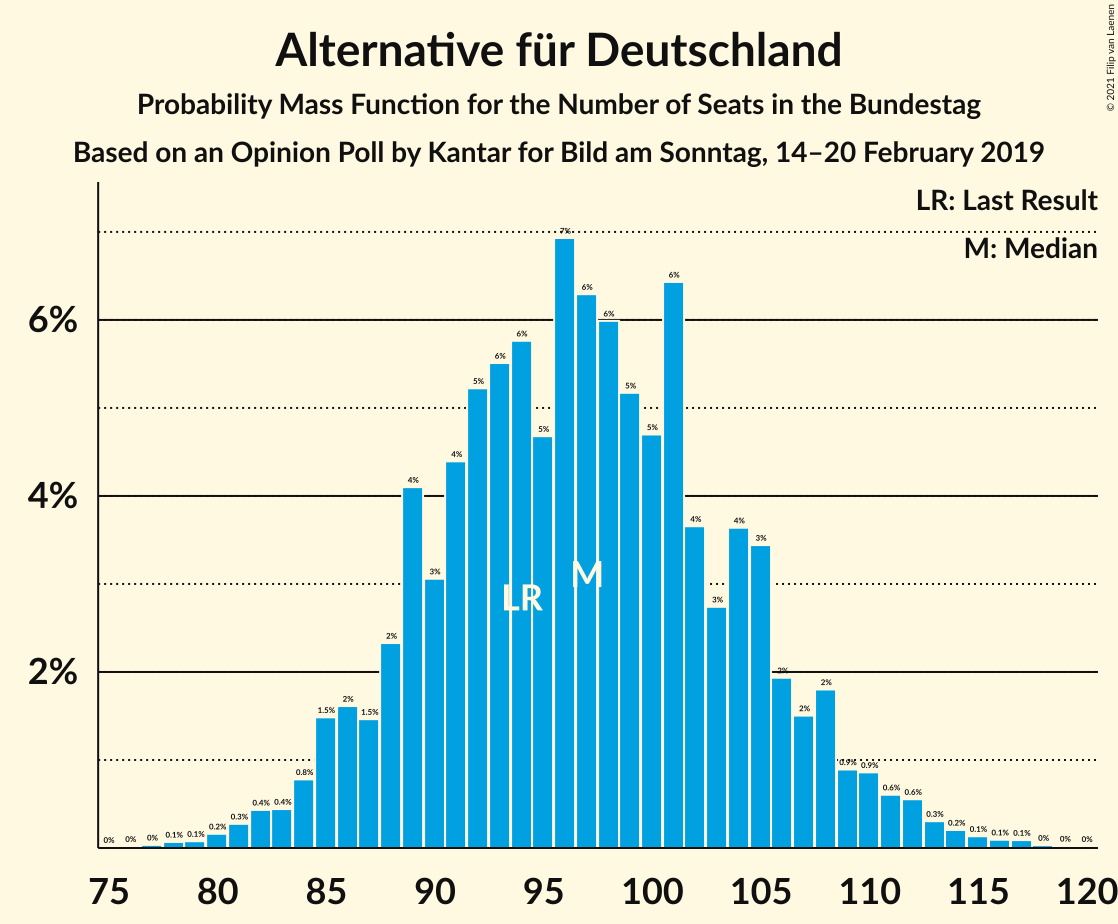 Alternative für Deutschland
Probability Mass Function for the Number of Seats in the Bundestag
Based on an Opinion Poll by Kantar for Bild am Sonntag, 14–20 February 2019
© 2021 Filip van Laenen
LR: Last Result
M: Median
6%
4%
2%
0% 0% 0% 0.1% 0.1% 0.2% 0.3% 0.4% 0.4% 0.8% 1.5% 2% 1.5% 2% 4% 3% 4% 5% 6% 6% 5% 7% 6% 6% 5% 5% 6% 4% 3% 4% 3% 2% 2% 2% 0.9% 0.9% 0.6% 0.6% 0.3% 0.2% 0.1% 0.1% 0.1% 0% 0% 0%
LR
M
75 80 85 90 95 100 105 110 115 120